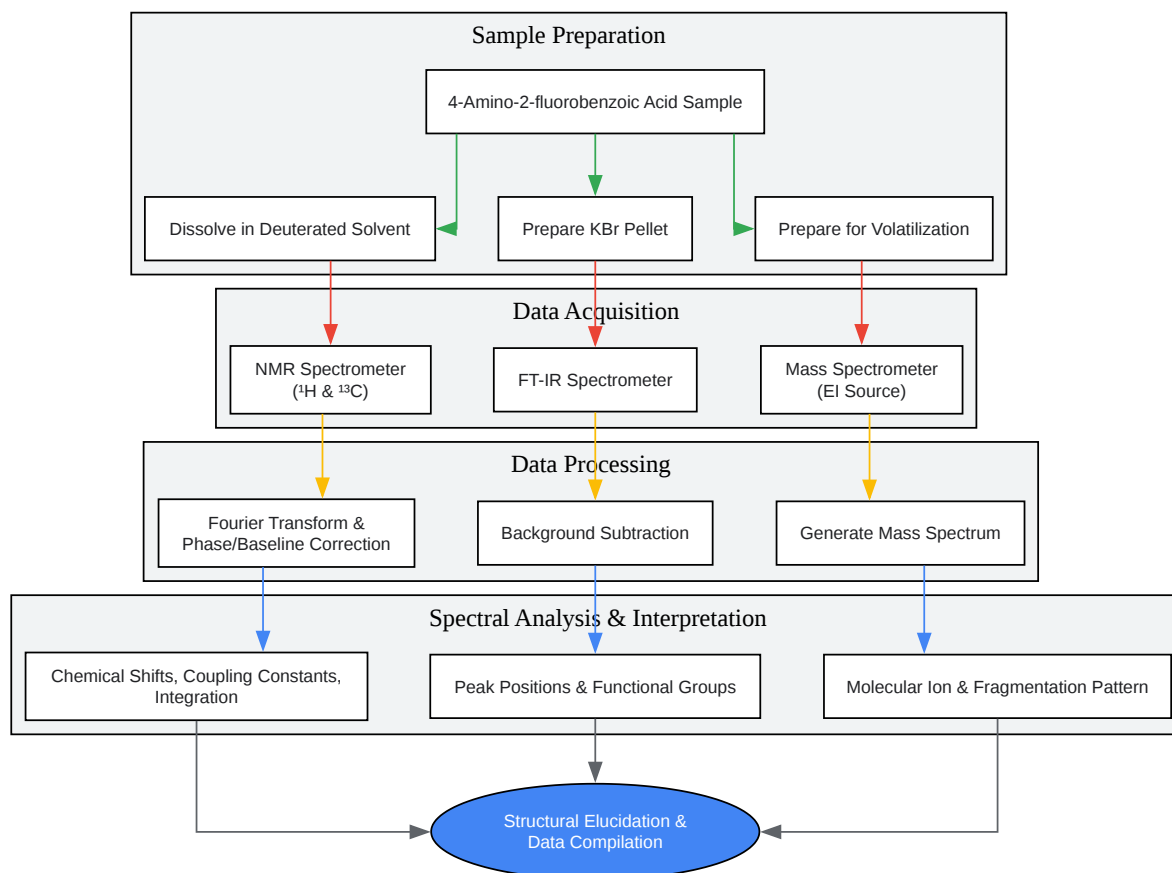 Sample Preparation
4-Amino-2-fluorobenzoic Acid Sample
Dissolve in Deuterated Solvent
Prepare KBr Pellet
Prepare for Volatilization
Data Acquisition
NMR Spectrometer
(¹H & ¹³C)
FT-IR Spectrometer
Mass Spectrometer
(EI Source)
Data Processing
Fourier Transform &
Phase/Baseline Correction
Background Subtraction
Generate Mass Spectrum
Spectral Analysis & Interpretation
Chemical Shifts, Coupling Constants,
Integration
Peak Positions & Functional Groups
Molecular Ion & Fragmentation Pattern
Structural Elucidation &
Data Compilation